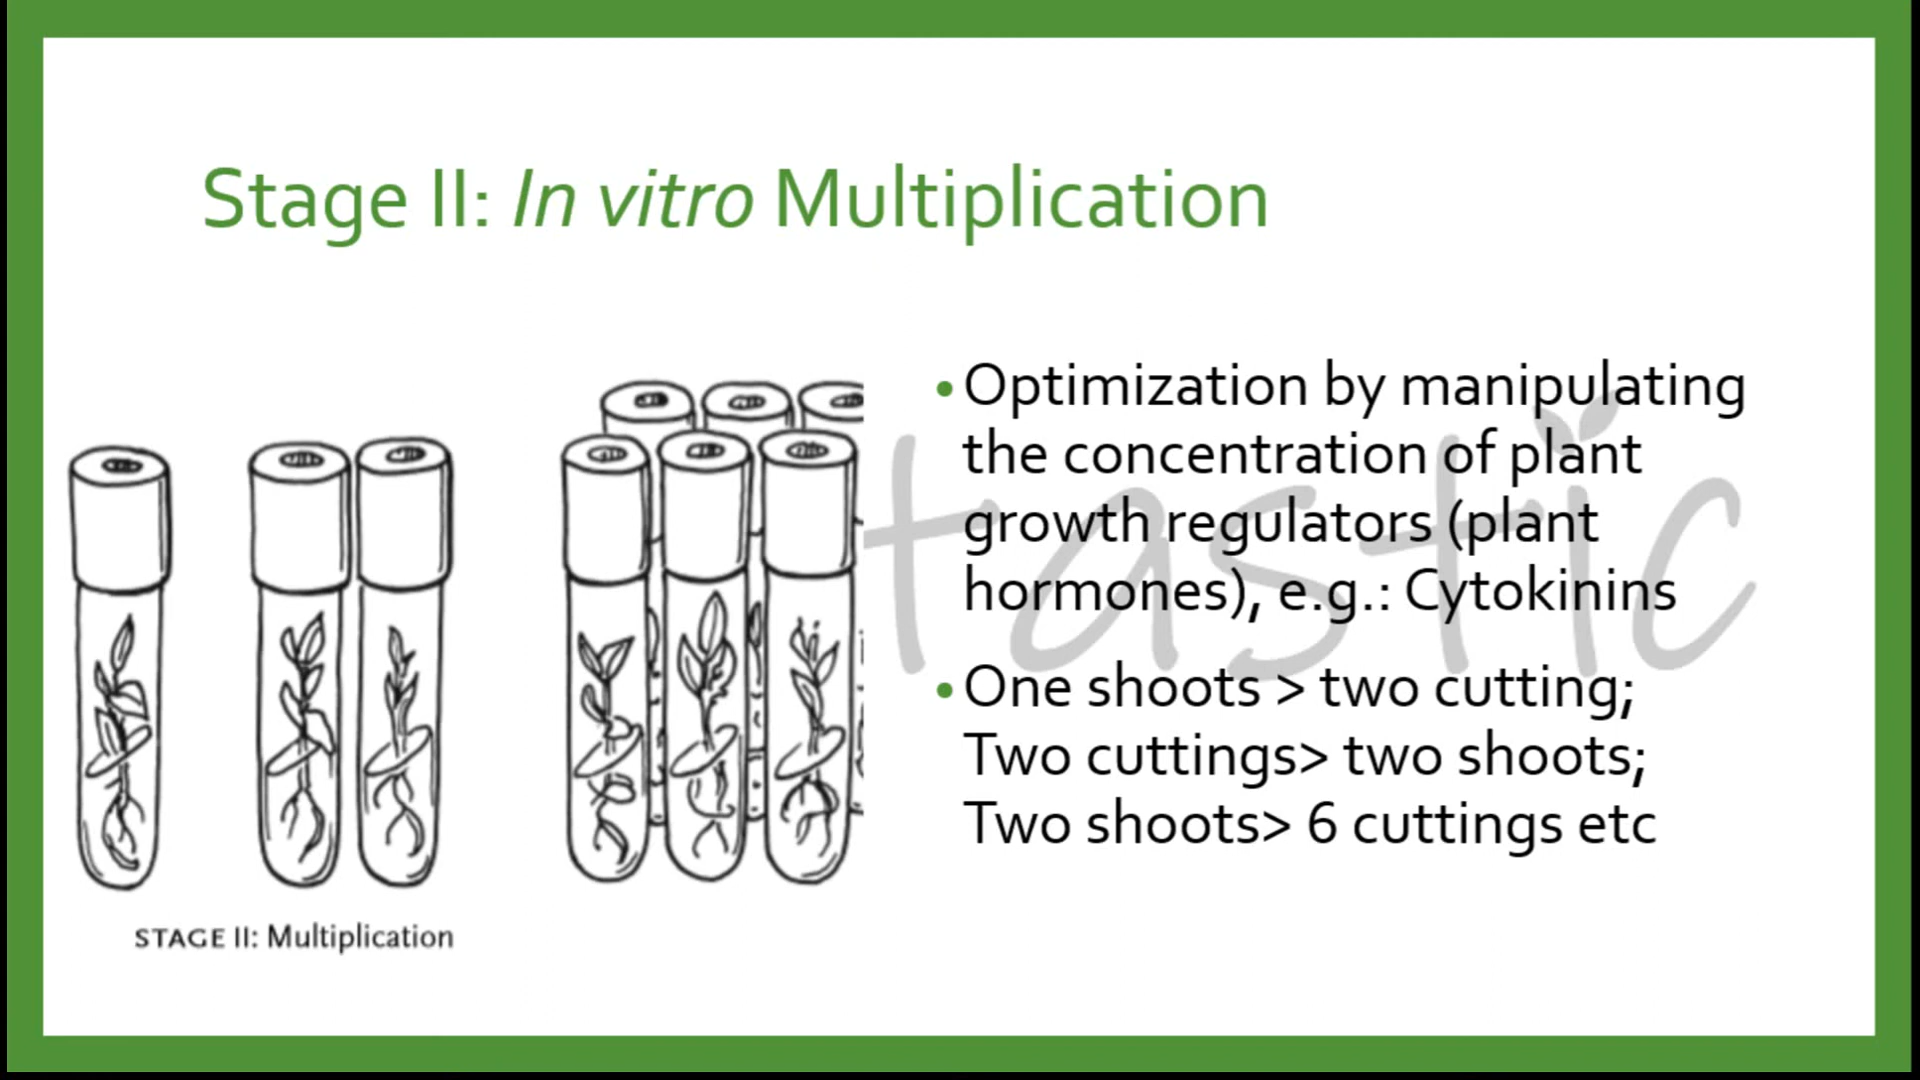 Stage II: In vitro Multiplication
• Optimization by manipulating
the concentration of plant
growth regulators (plant
hormones), e.g.: Cytokinins
• One shoots > two cutting;
Two cuttings> two shoots;
Two shoots> 6 cuttings etc
STAGE II: Multiplication
tastic